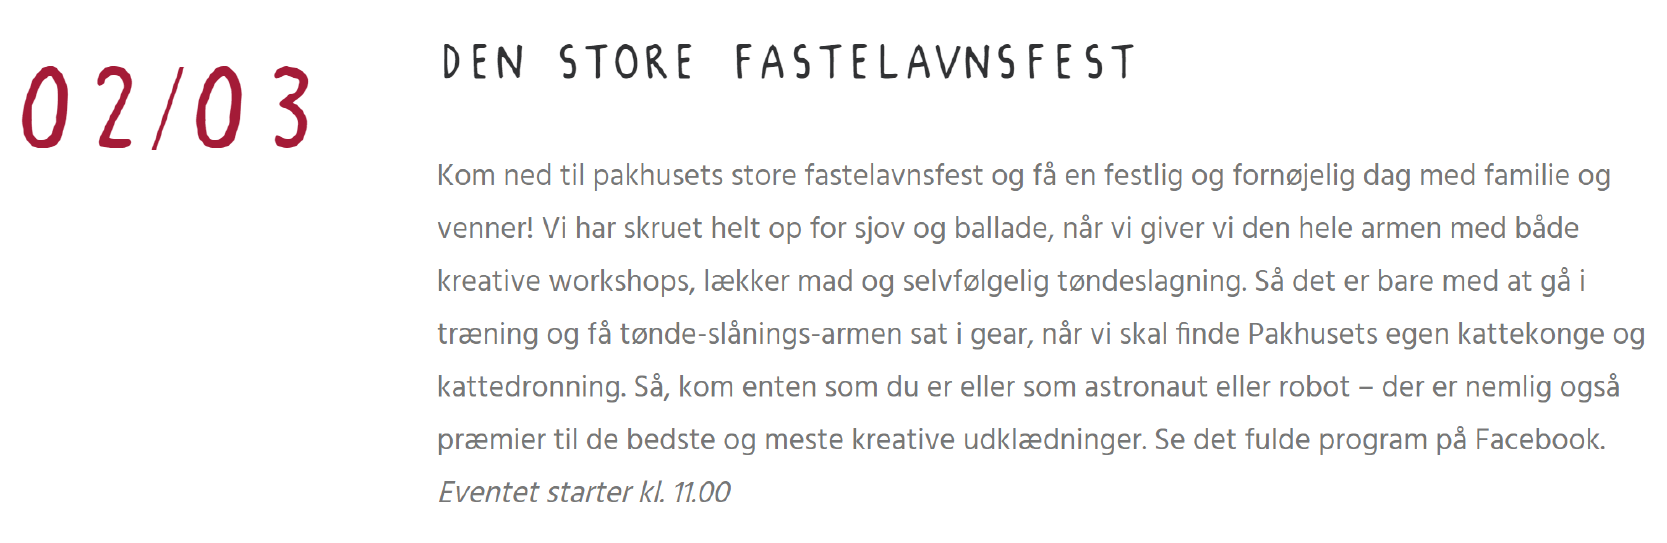 02/03
DEN STORE FASTELAVNSFEST
Kom ned til pakhusets store fastelavnsfest og få en festlig og fornøjelig dag med familie og
venner! Vi har skruet helt op for sjov og ballade, når vi giver vi den hele armen med både
kreative workshops, lækker mad og selvfølgelig tøndeslagning. Så det er bare med at gå i
træning og få tønde-slånings-armen sat i gear, når vi skal finde Pakhusets egen kattekonge og
kattedronning. Så, kom enten som du er eller som astronaut eller robot – der er nemlig også
præmier til de bedste og meste kreative udklædninger. Se det fulde program på Facebook.
Eventet starter kl. 11.00